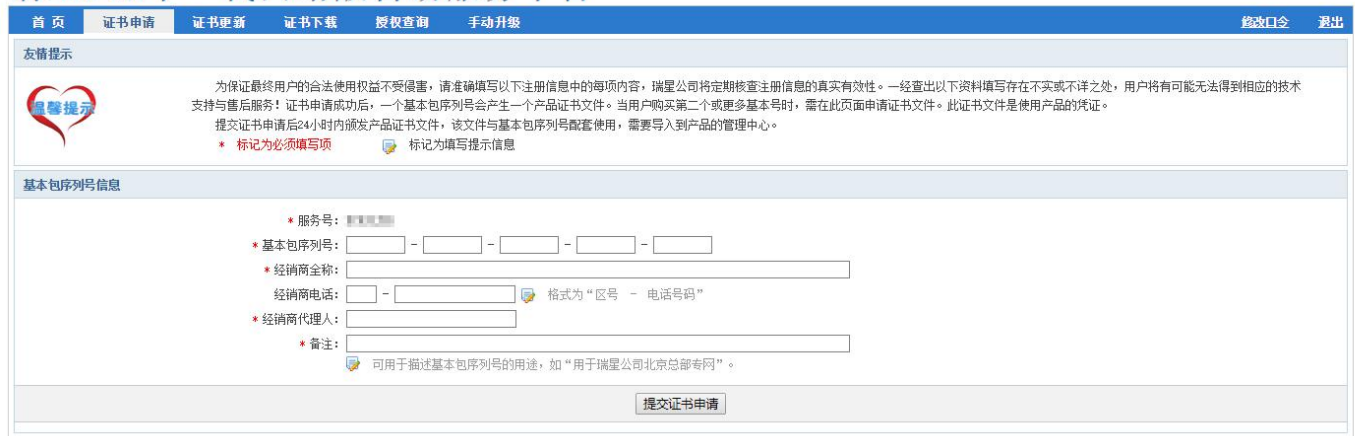 首 页 证书申请 证书更新 证书下载 授权查询 手动升级 修改口令 退出
友情提示
温馨提示
为保证最终用户的合法使用权益不受侵害，请准确填写以下注册信息中的每项内容，瑞星公司将定期核查注册信息的真实有效性。一经查出以下资料填写存在不实或不详之处，用户将有可能无法得到相应的技术
支持与售后服务！证书申请成功后，一个基本包序列号会产生一个产品证书文件。当用户购买第二个或更多基本号时，需在此页面申请证书文件。此证书文件是使用产品的凭证。
提交证书申请后24小时内颁发产品证书文件，该文件与基本包序列号配套使用，需要导入到产品的管理中心。
* 标记为必须填写项 标记为填写提示信息
基本包序列号信息
* 服务号：
* 基本包序列号： - - - -
* 经销商全称：
经销商电话： - 格式为“区号 - 电话号码”
* 经销商代理人：
* 备注：
可用于描述基本包序列号的用途，如“用于瑞星公司北京总部专网”。
提交证书申请